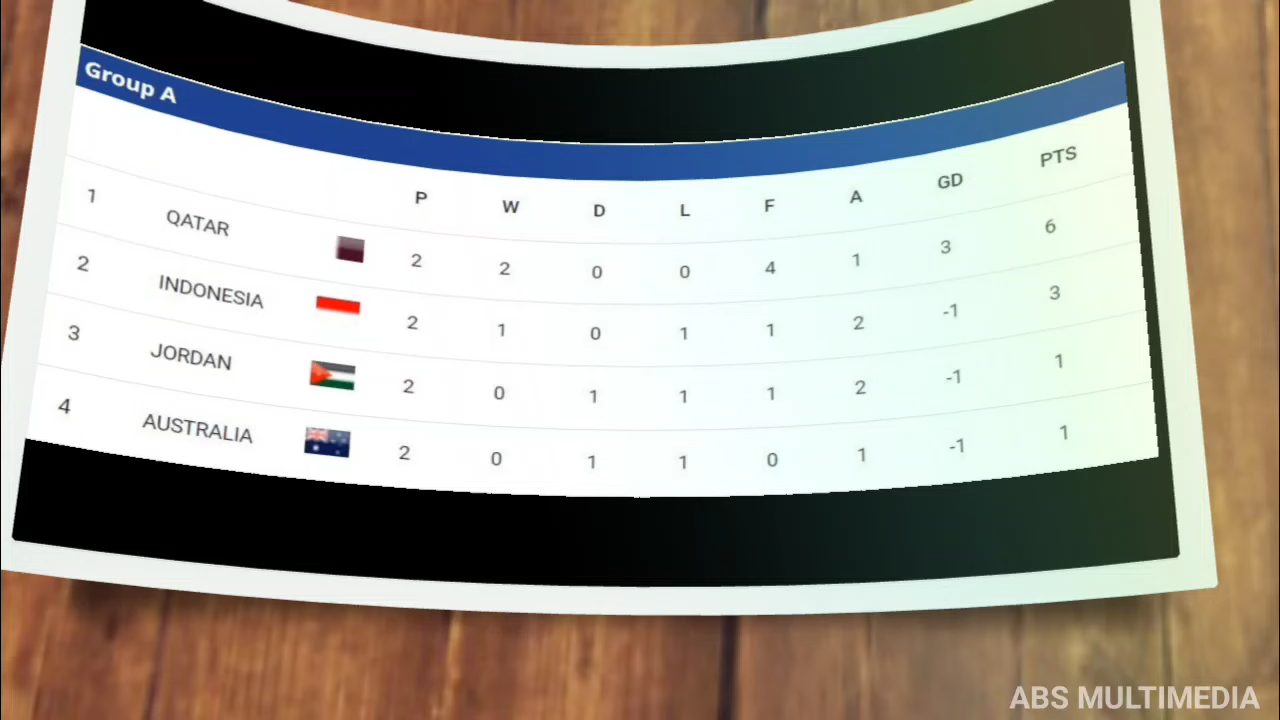 Group A
P W D L F A GD PTS
1 QATAR 2 2 0 0 4 1 3 6
2 INDONESIA 2 1 0 1 1 2 -1 3
3 JORDAN 2 0 1 1 1 2 -1 1
4 AUSTRALIA 2 0 1 1 0 1 -1 1
ABS MULTIMEDIA